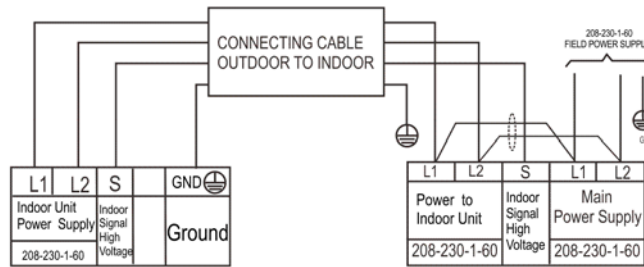 208-230-1-60
FIELD POWER SUPPL
CONNECTING CABLE
OUTDOOR TO INDOOR
L1 L2 S GND
Indoor Unit
Power Supply
208-230-1-60
Indoor
Signal
High
Voltage
Ground
L1 L2 S L1 L2
Power to
Indoor Unit
208-230-1-60
Indoor
Signal
High
Voltage
Main
Power Supply
208-230-1-60